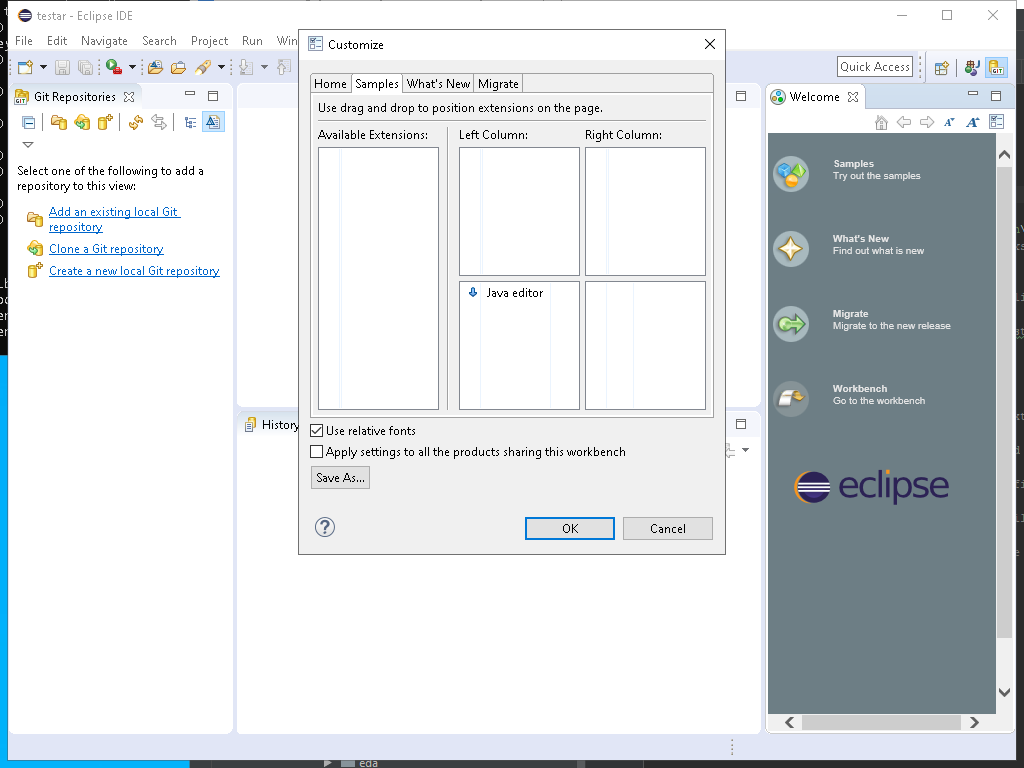 testar - Eclipse IDE
File Edit Navigate Search Project Run Win
Quick Access
GIT
Git Repositories
Select one of the following to add a
repository to this view:
Add an existing local Git
repository
Clone a Git repository
Create a new local Git repository
History
Customize
Home Samples What's New Migrate
Use drag and drop to position extensions on the page.
Available Extensions: Left Column: Right Column:
Java editor
Use relative fonts
Apply settings to all the products sharing this workbench
Save As...
?
OK Cancel
Welcome
Samples
Try out the samples
What's New
Find out what is new
Migrate
Migrate to the new release
Workbench
Go to the workbench
eclipse
eda